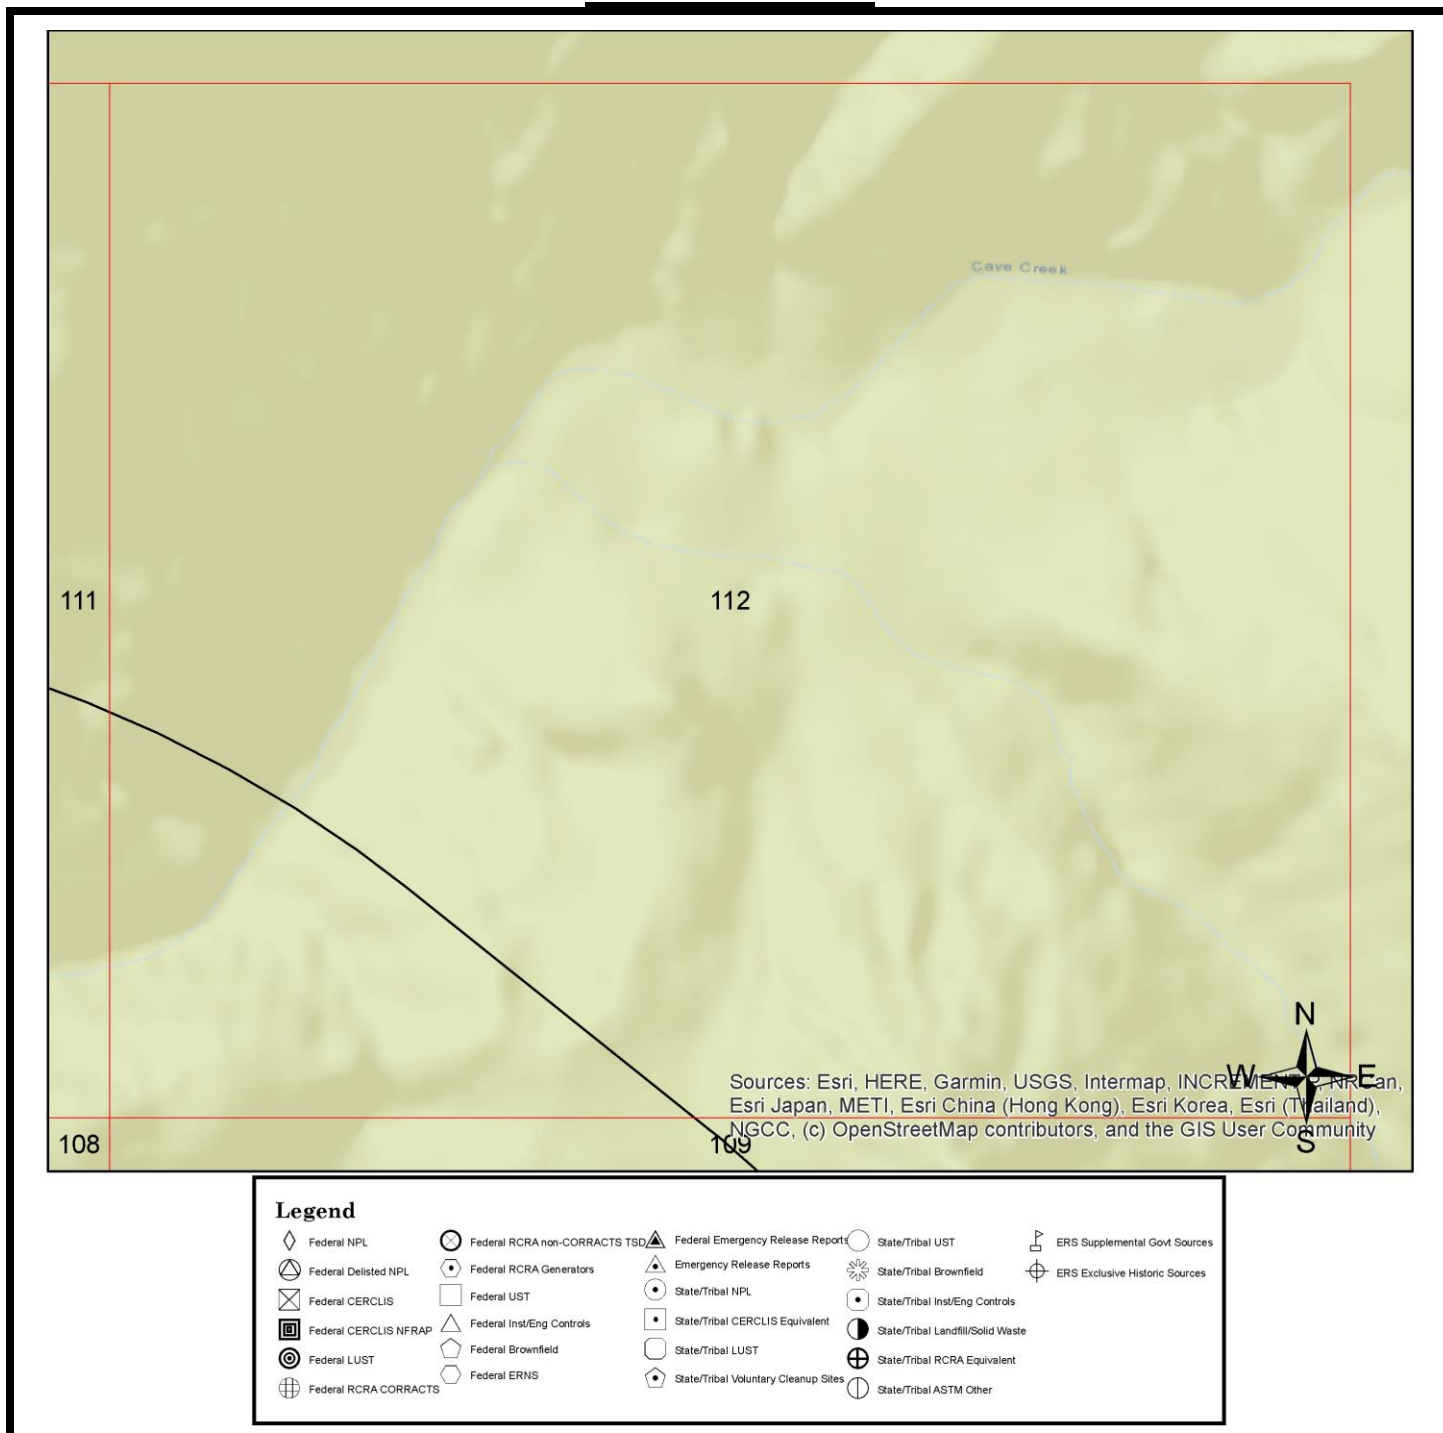 Cave Creek
111
112
N
W
E
S
Sources: Esri, HERE, Garmin, USGS, Intermap, INCREMENT P, NRCan,
Esri Japan, METI, Esri China (Hong Kong), Esri Korea, Esri (Thailand),
NGCC, (c) OpenStreetMap contributors, and the GIS User Community
108
109
Legend
Federal NPL
Federal Delisted NPL
Federal CERCLIS
Federal CERCLIS NFRAP
Federal LUST
Federal RCRA CORRACTS
Federal RCRA non-CORRACTS TSD
Federal RCRA Generators
Federal UST
Federal Inst/Eng Controls
Federal Brownfield
Federal ERNS
Federal Emergency Release Reports
Emergency Release Reports
State/Tribal NPL
State/Tribal CERCLIS Equivalent
State/Tribal LUST
State/Tribal Voluntary Cleanup Sites
State/Tribal UST
State/Tribal Brownfield
State/Tribal Inst/Eng Controls
State/Tribal Landfill/Solid Waste
State/Tribal RCRA Equivalent
State/Tribal ASTM Other
ERS Supplemental Govt Sources
ERS Exclusive Historic Sources